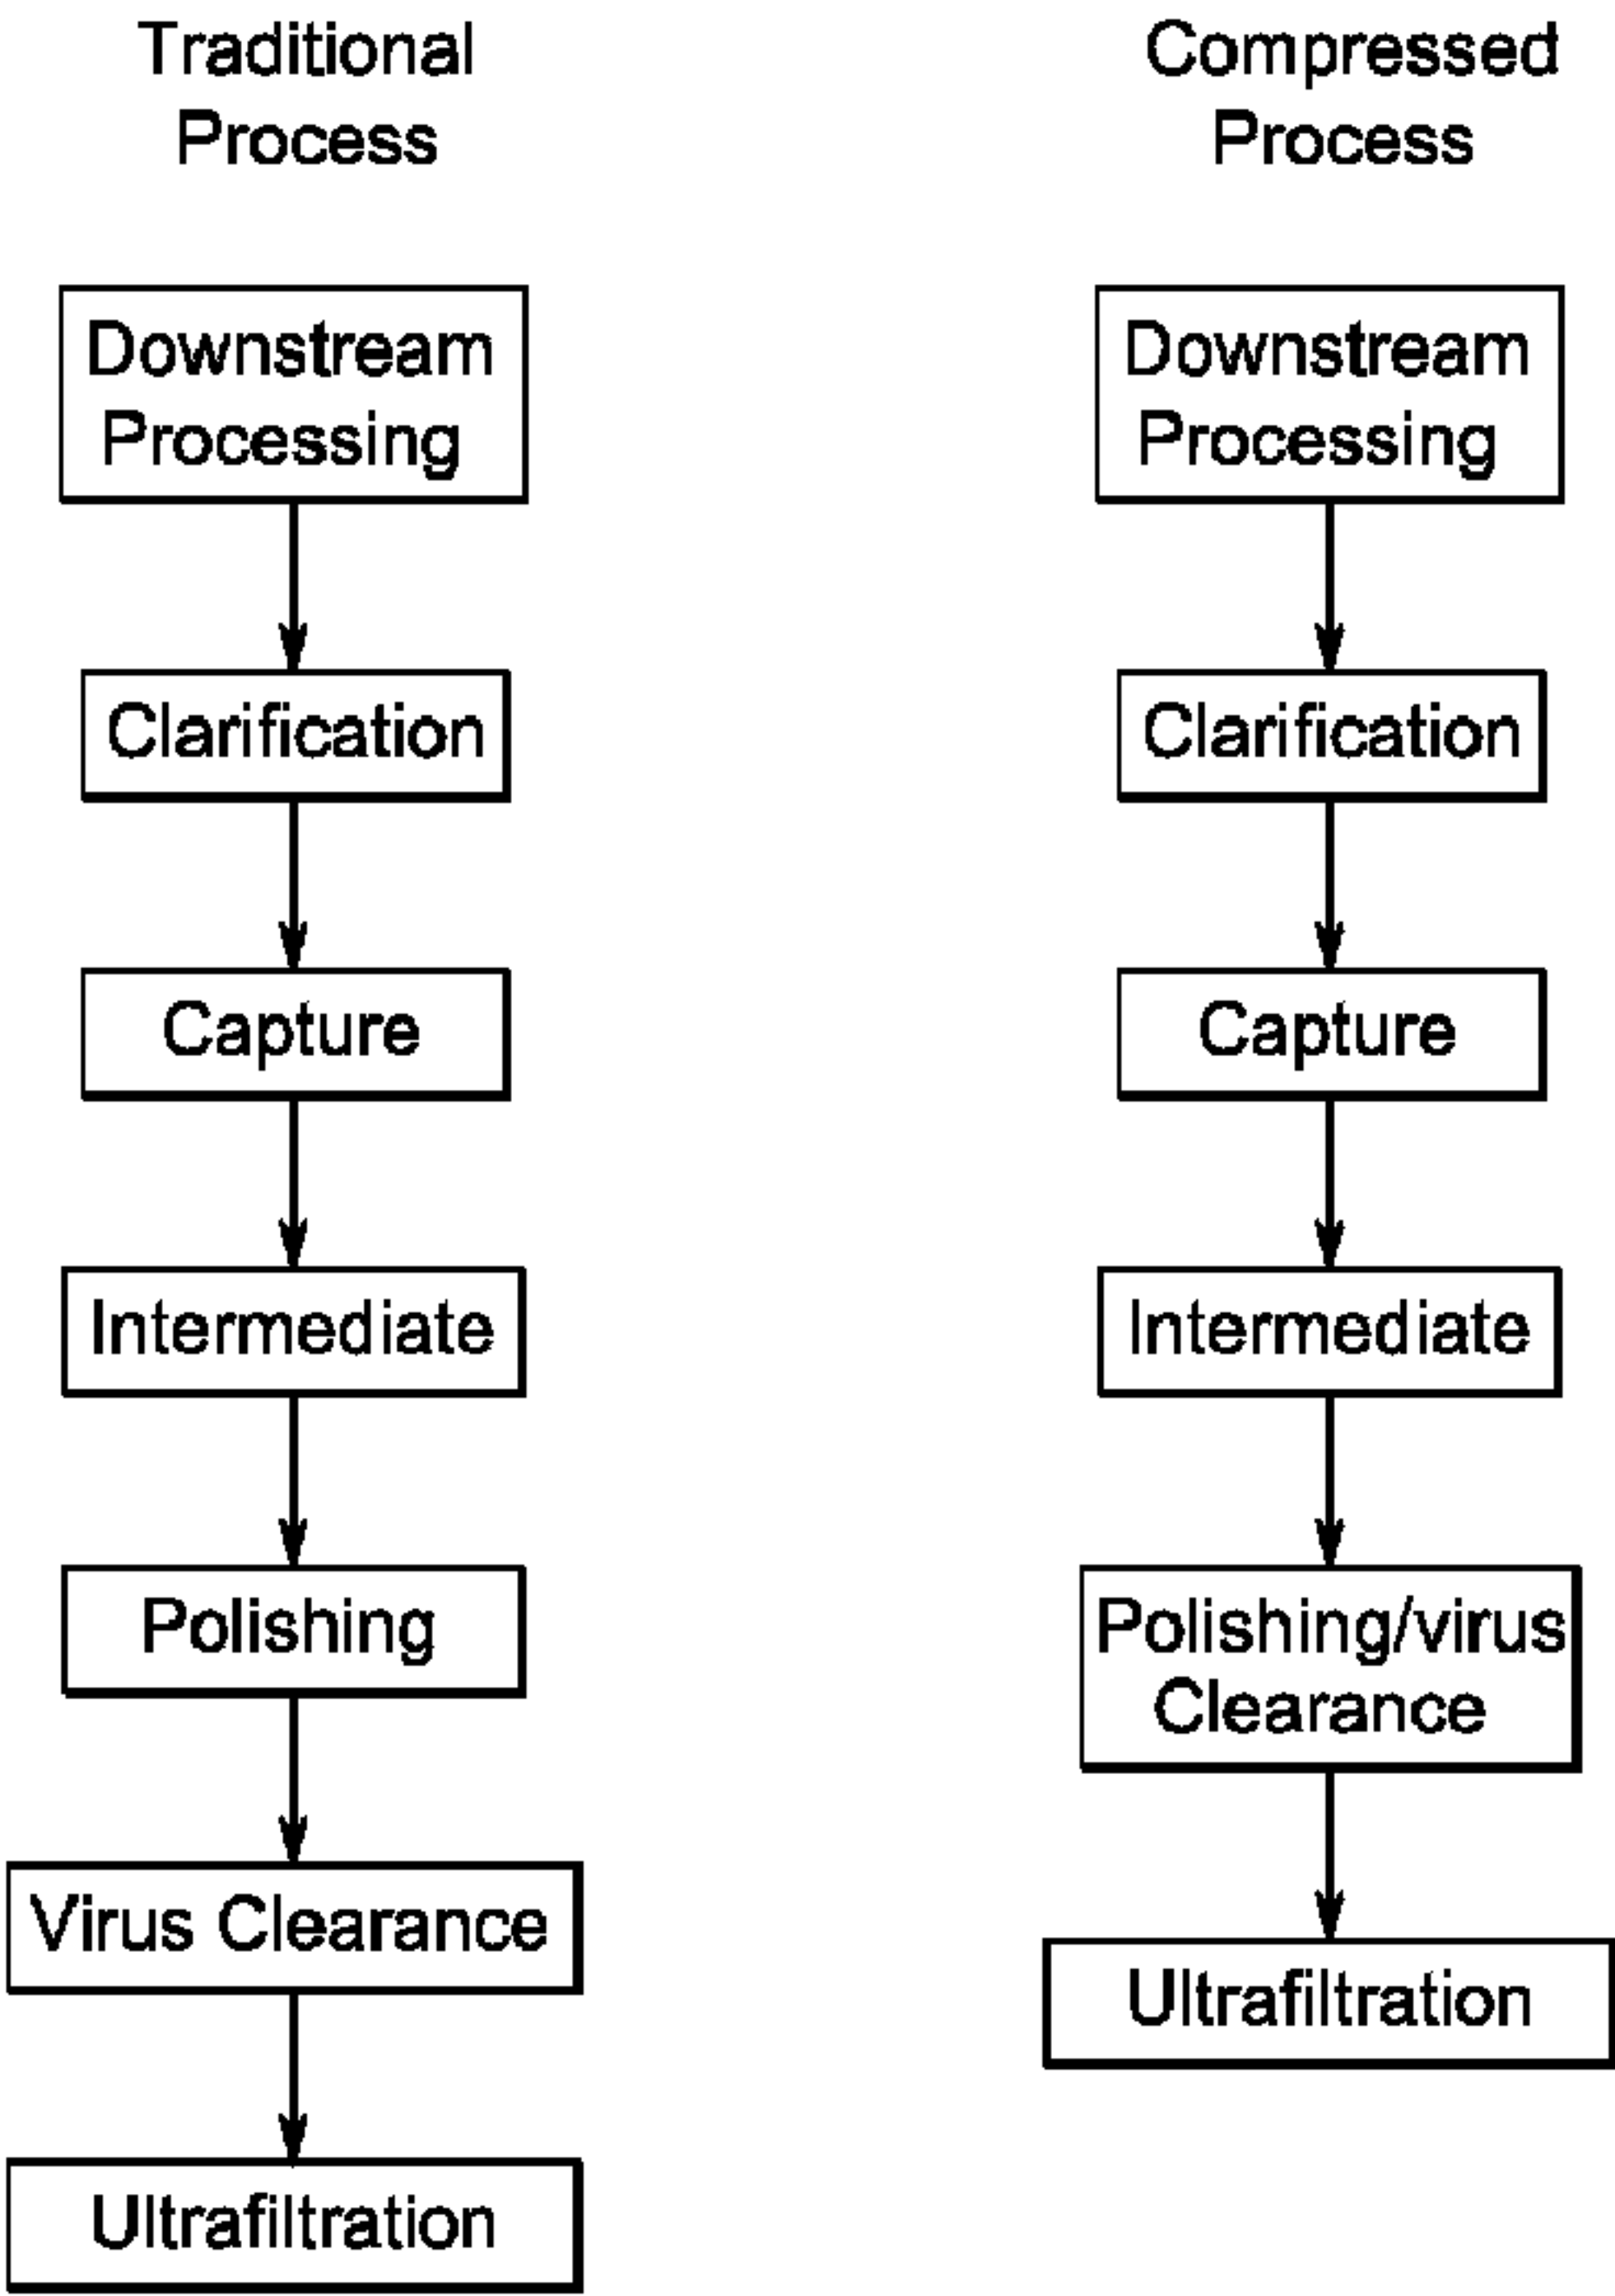 Traditional
Process
Downstream
Processing
Clarification
Capture
Intermediate
Polishing
Virus Clearance
Ultrafiltration
Compressed
Process
Downstream
Processing
Clarification
Capture
Intermediate
Polishing/virus
Clearance
Ultrafiltration